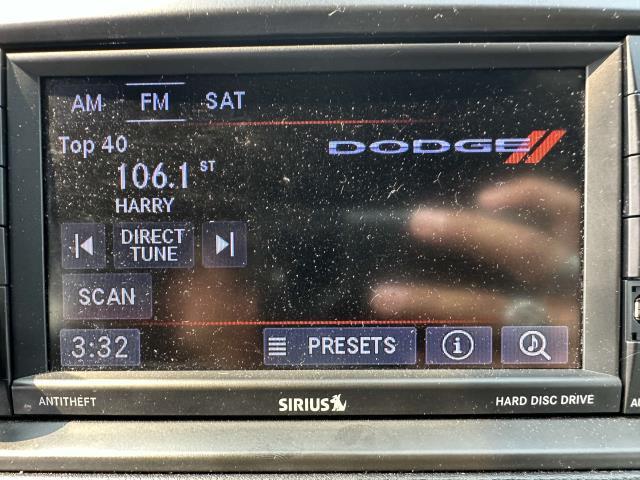 AM FM SAT
Top 40
DODGE
106.1 ST
HARRY
DIRECT
TUNE
SCAN
3:32
PRESETS
ANTITHEFT
SIRIUS
HARD DISC DRIVE